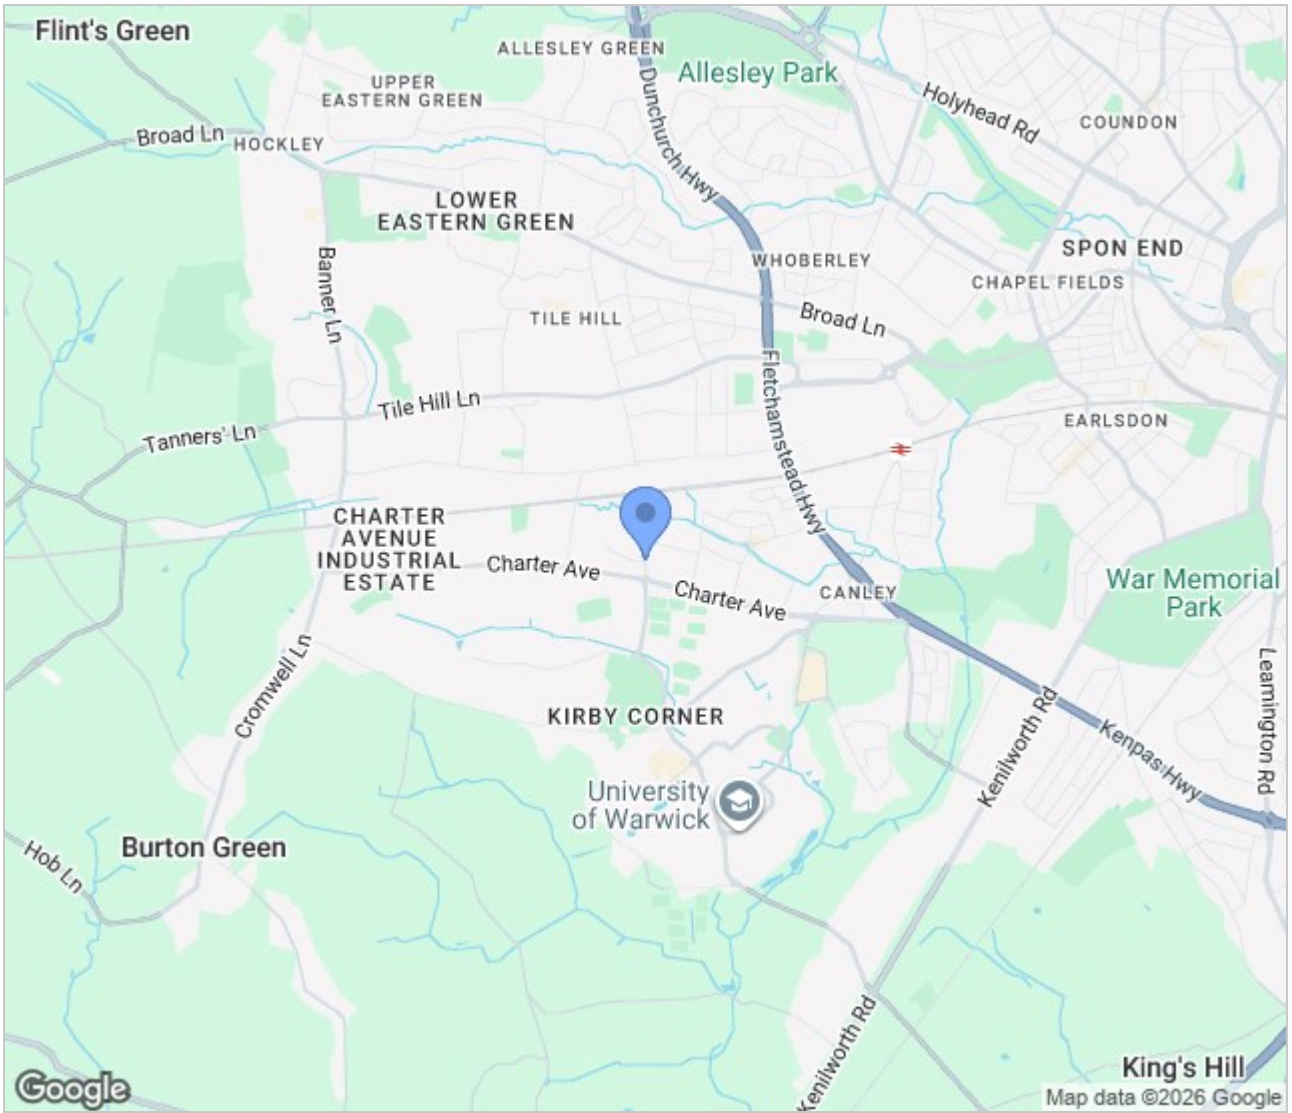 Flint's Green
ALLESLEY GREEN
Allesley Park
UPPER
EASTERN GREEN
Dunchurch Hwy
Holyhead Rd
COUNDON
Broad Ln
HOCKLEY
LOWER
EASTERN GREEN
SPON END
WHOBERLEY
CHAPEL FIELDS
Banner Ln
TILE HILL
Broad Ln
Tile Hill Ln
Fletchamstead Hwy
EARLSDON
Tanners' Ln
CHARTER
AVENUE
INDUSTRIAL
ESTATE
Charter Ave
Charter Ave
CANLEY
War Memorial
Park
Cromwell Ln
Leamington Rd
KIRBY CORNER
Kenilworth Rd
Kenpas Hwy
University
of Warwick
Burton Green
Hob Ln
Kenilworth Rd
King's Hill
Google
Map data ©2026 Google